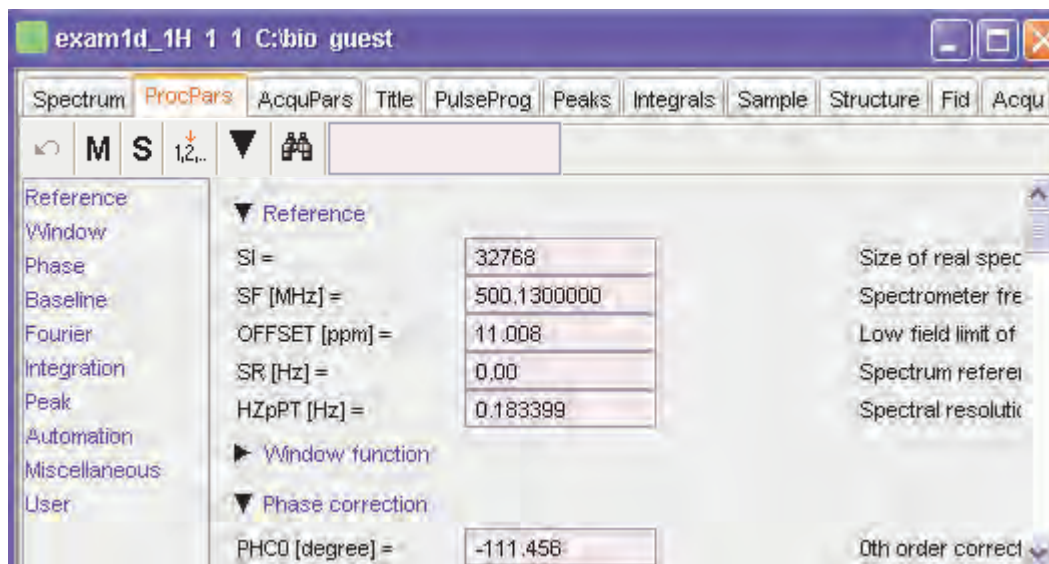 exam1d_1H 1 1 C:\bio guest
Spectrum ProcPars AcquPars Title PulseProg Peaks Integrals Sample Structure Fid Acqu
M S 1,2,..
Reference
Window
Phase
Baseline
Fourier
Integration
Peak
Automation
Miscellaneous
User
Reference
SI = 32768 Size of real spec
SF [MHz] = 500.1300000 Spectrometer fre
OFFSET [ppm] = 11.008 Low field limit of
SR [Hz] = 0.00 Spectrum referen
HZpPT [Hz] = 0.183399 Spectral resolutic
Window function
Phase correction
PHC0 [degree] = -111.456 0th order correct